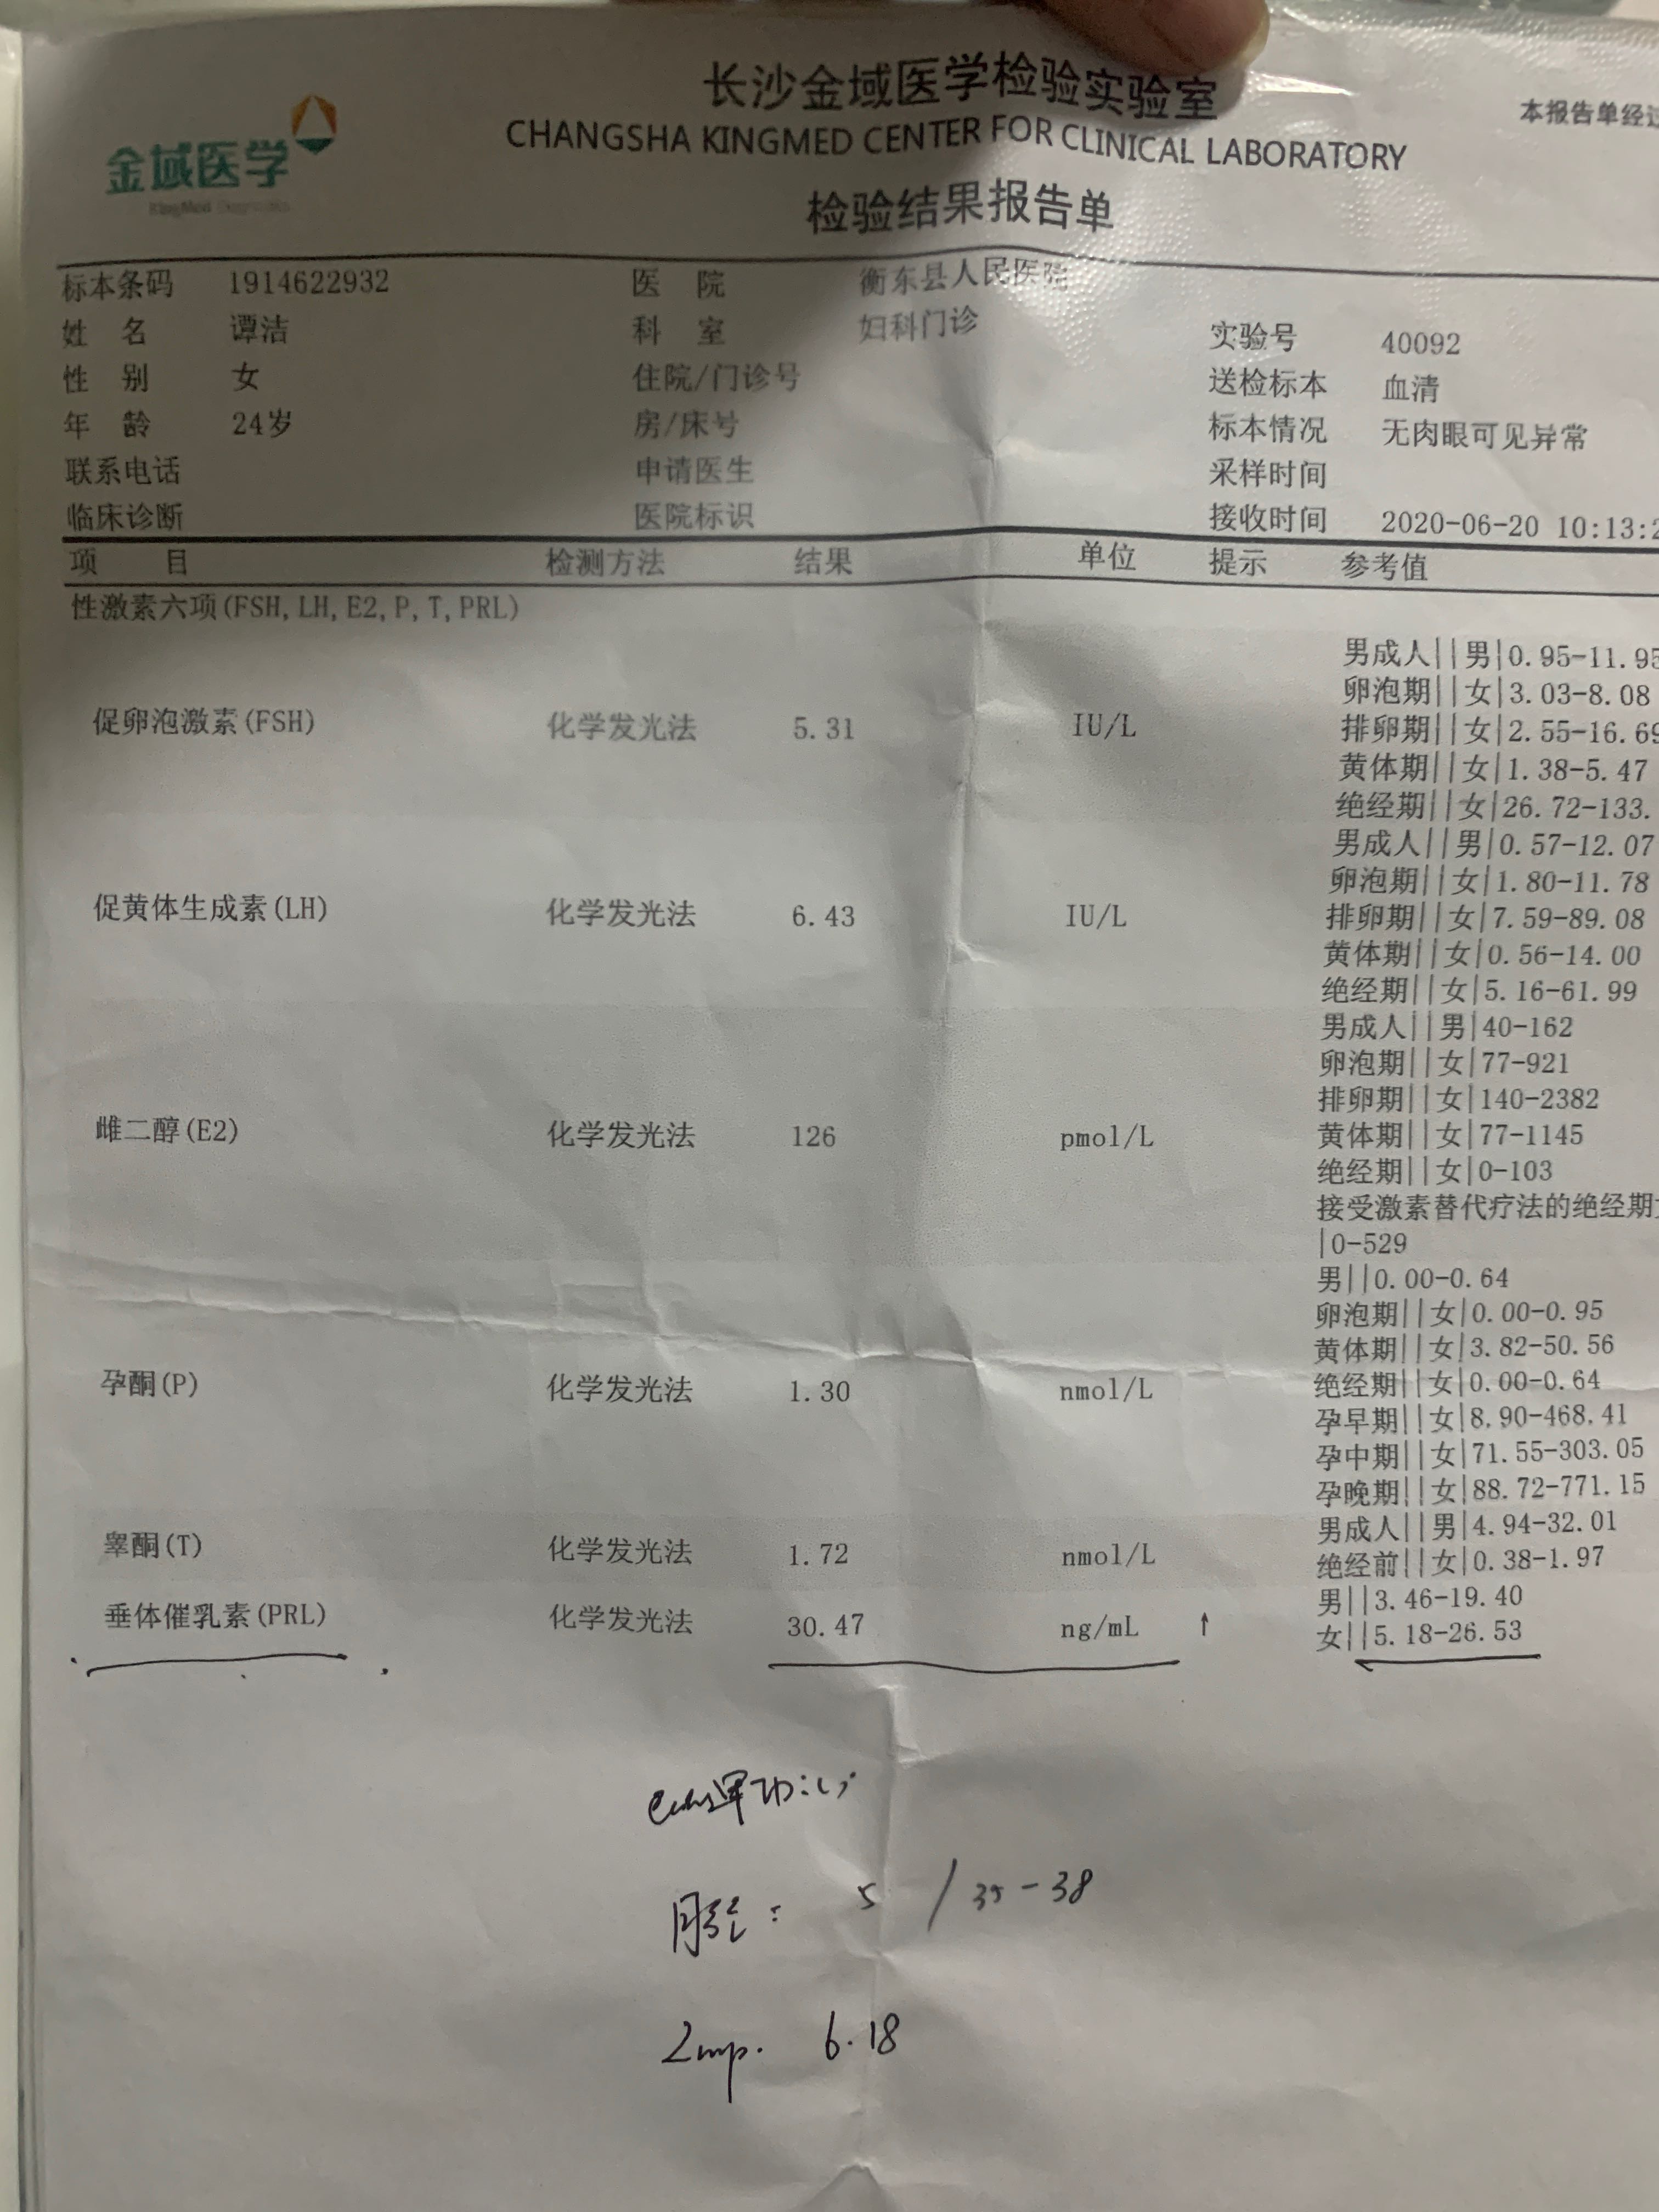 长沙金域医学检验实验室
本报告单经过
CHANGSHA KINGMED CENTER FOR CLINICAL LABORATORY
金域医学
KingMed Diagnostics
检验结果报告单
标本条码 1914622932 医 院 衡东县人民医院
姓 名 谭洁 科 室 妇科门诊 实验号 40092
性 别 女 住院/门诊号 送检标本 血清
年 龄 24岁 房/床号 标本情况 无肉眼可见异常
联系电话 申请医生 采样时间
临床诊断 医院标识 接收时间 2020-06-20 10:13:2
项 目 检测方法 结果 单位 提示 参考值
性激素六项(FSH,LH,E2,P,T,PRL)
男成人||男|0.95-11.95
卵泡期||女|3.03-8.08
促卵泡激素(FSH) 化学发光法 5.31 IU/L 排卵期||女|2.55-16.69
黄体期||女|1.38-5.47
绝经期||女|26.72-133.
男成人||男|0.57-12.07
卵泡期||女|1.80-11.78
促黄体生成素(LH) 化学发光法 6.43 IU/L 排卵期||女|7.59-89.08
黄体期||女|0.56-14.00
绝经期||女|5.16-61.99
男成人||男|40-162
卵泡期||女|77-921
排卵期||女|140-2382
雌二醇(E2) 化学发光法 126 pmol/L 黄体期||女|77-1145
绝经期||女|0-103
接受激素替代疗法的绝经期
|0-529
男||0.00-0.64
卵泡期||女|0.00-0.95
黄体期||女|3.82-50.56
孕酮(P) 化学发光法 1.30 nmol/L 绝经期||女|0.00-0.64
孕早期||女|8.90-468.41
孕中期||女|71.55-303.05
孕晚期||女|88.72-771.15
男成人||男|4.94-32.01
睾酮(T) 化学发光法 1.72 nmol/L 绝经前||女|0.38-1.97
男||3.46-19.40
垂体催乳素(PRL) 化学发光法 30.47 ng/mL ↑ 女||5.18-26.53
月经: 5 / 35-38
Lmp. 6.18